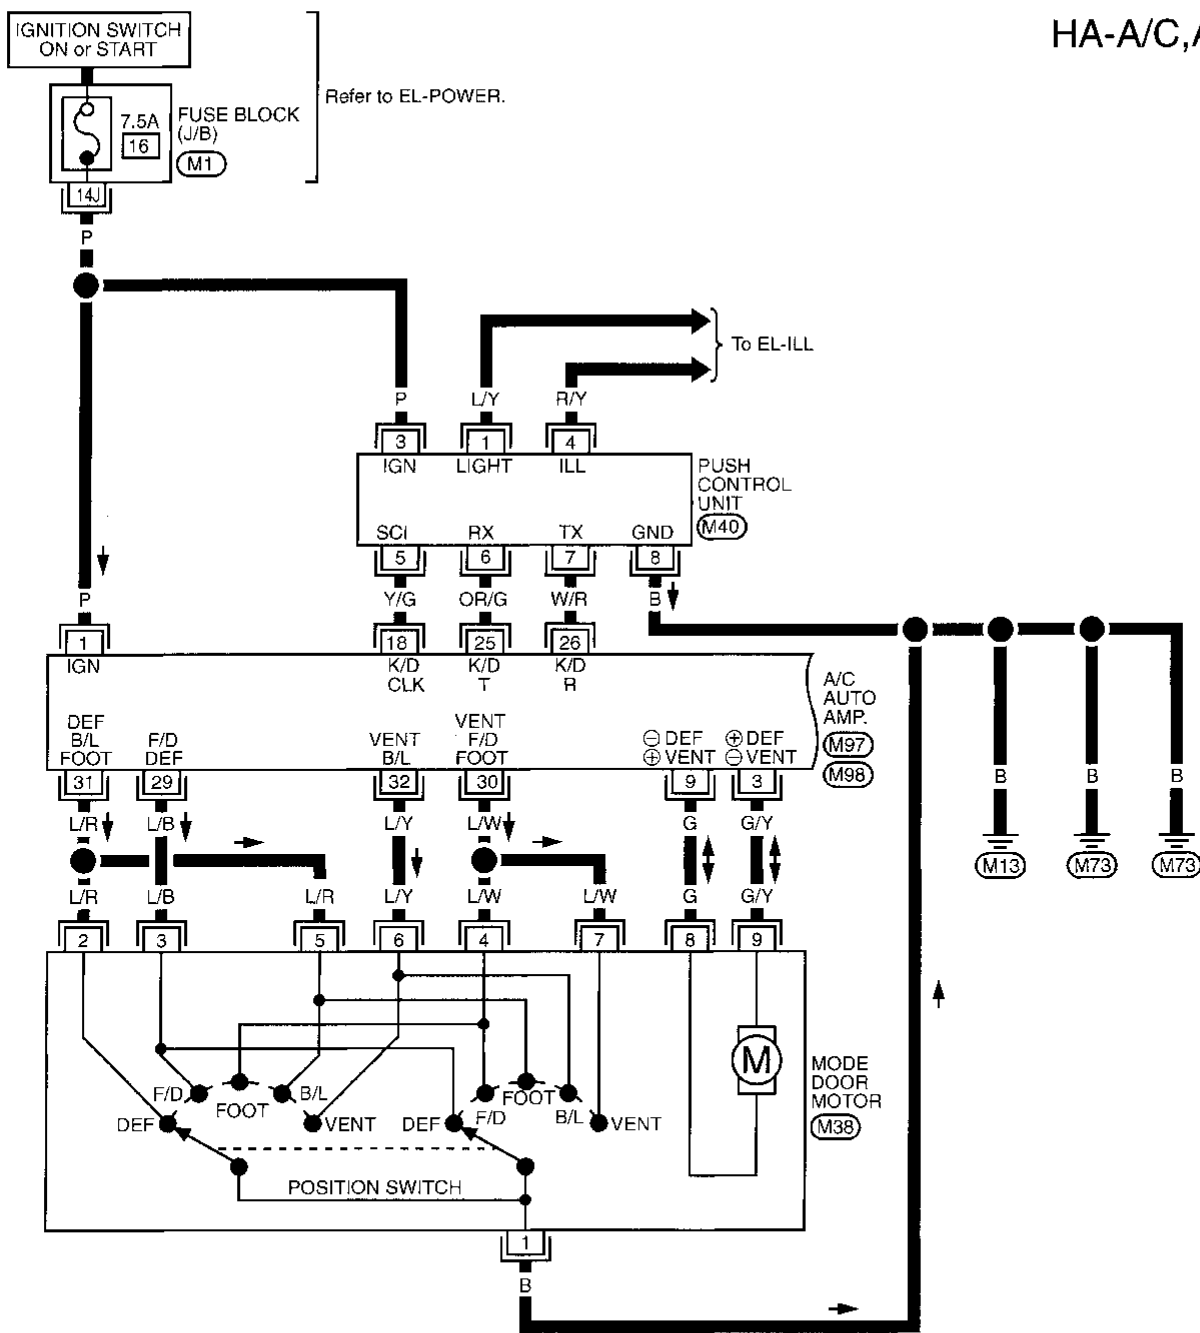 HA-A/C,A
IGNITION SWITCH
ON or START
Refer to EL-POWER.
7.5A
16
FUSE BLOCK
(J/B)
M1
14J
P
To EL-ILL
P L/Y R/Y
3 1 4
IGN LIGHT ILL
PUSH
CONTROL
UNIT
M40
SCI RX TX GND
5 6 7 8
P Y/G OR/G W/R B
1 18 25 26
IGN K/D K/D K/D
CLK T R
A/C
AUTO
AMP.
M97
M98
DEF
B/L
FOOT
F/D
DEF
VENT
B/L
VENT
F/D
FOOT
⊖ DEF
⊕ VENT
⊕ DEF
⊖ VENT
31 29 32 30 9 3
L/R L/B L/Y L/W G G/Y
B B B
M13 M73 M73
L/R L/B L/R L/Y L/W L/W G G/Y
2 3 5 6 4 7 8 9
M
MODE
DOOR
MOTOR
M38
F/D B/L FOOT
FOOT F/D B/L
DEF VENT DEF VENT
POSITION SWITCH
1
B